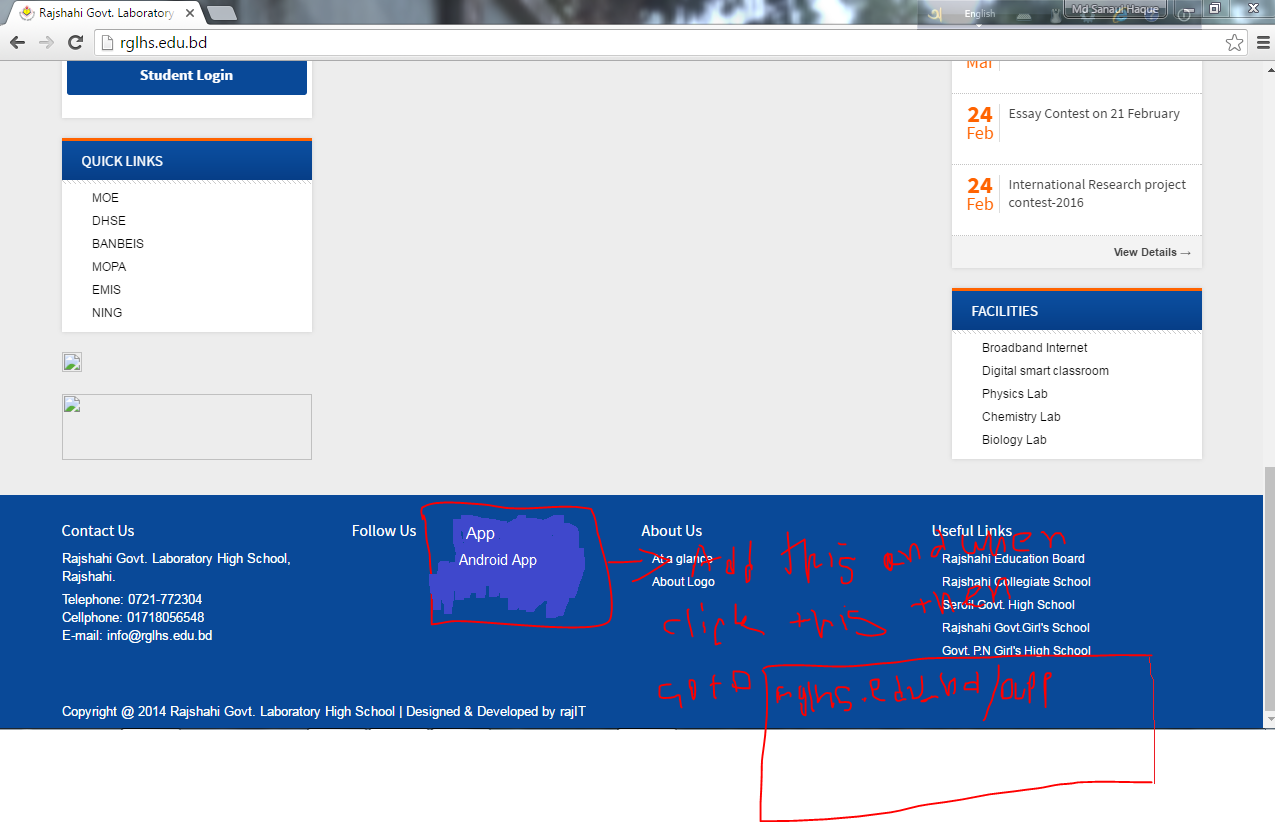 Rajshahi Govt. Laboratory
English
Md Sanaul Haque
rglhs.edu.bd
Student Login
QUICK LINKS
MOE
DHSE
BANBEIS
MOPA
EMIS
NING
Mar
24
Feb
Essay Contest on 21 February
24
Feb
International Research project
contest-2016
View Details →
FACILITIES
Broadband Internet
Digital smart classroom
Physics Lab
Chemistry Lab
Biology Lab
Contact Us
Rajshahi Govt. Laboratory High School,
Rajshahi.
Telephone: 0721-772304
Cellphone: 01718056548
E-mail: info@rglhs.edu.bd
Follow Us
App
Android App
About Us
At a glance
About Logo
Useful Links
Rajshahi Education Board
Rajshahi Collegiate School
Seroil Govt. High School
Rajshahi Govt.Girl's School
Govt. P.N Girl's High School
Add this and when
click this then
goto rglhs.edu.bd/app
Copyright @ 2014 Rajshahi Govt. Laboratory High School | Designed & Developed by rajIT